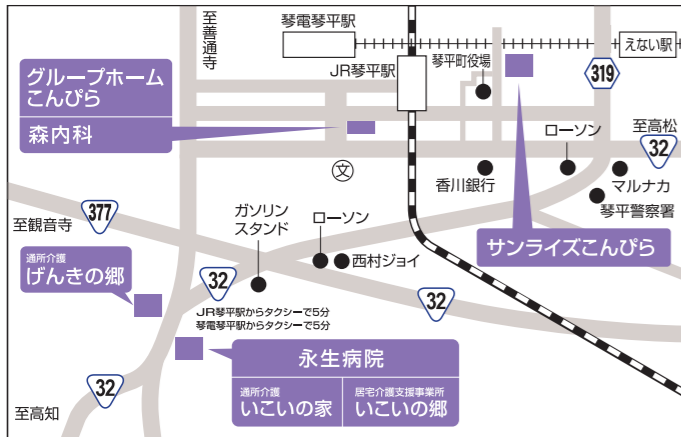 至善通寺
琴電琴平駅
えない駅
グループホーム
こんぴら
森内科
JR琴平駅
琴平町役場
319
ローソン
至高松
32
文
香川銀行
マルナカ
琴平警察署
サンライズこんぴら
377
至観音寺
ガソリン
スタンド
ローソン
西村ジョイ
通所介護
げんきの郷
32
32
JR琴平駅からタクシーで5分
琴電琴平駅からタクシーで5分
永生病院
通所介護
いこいの家
居宅介護支援事業所
いこいの郷
32
至高知